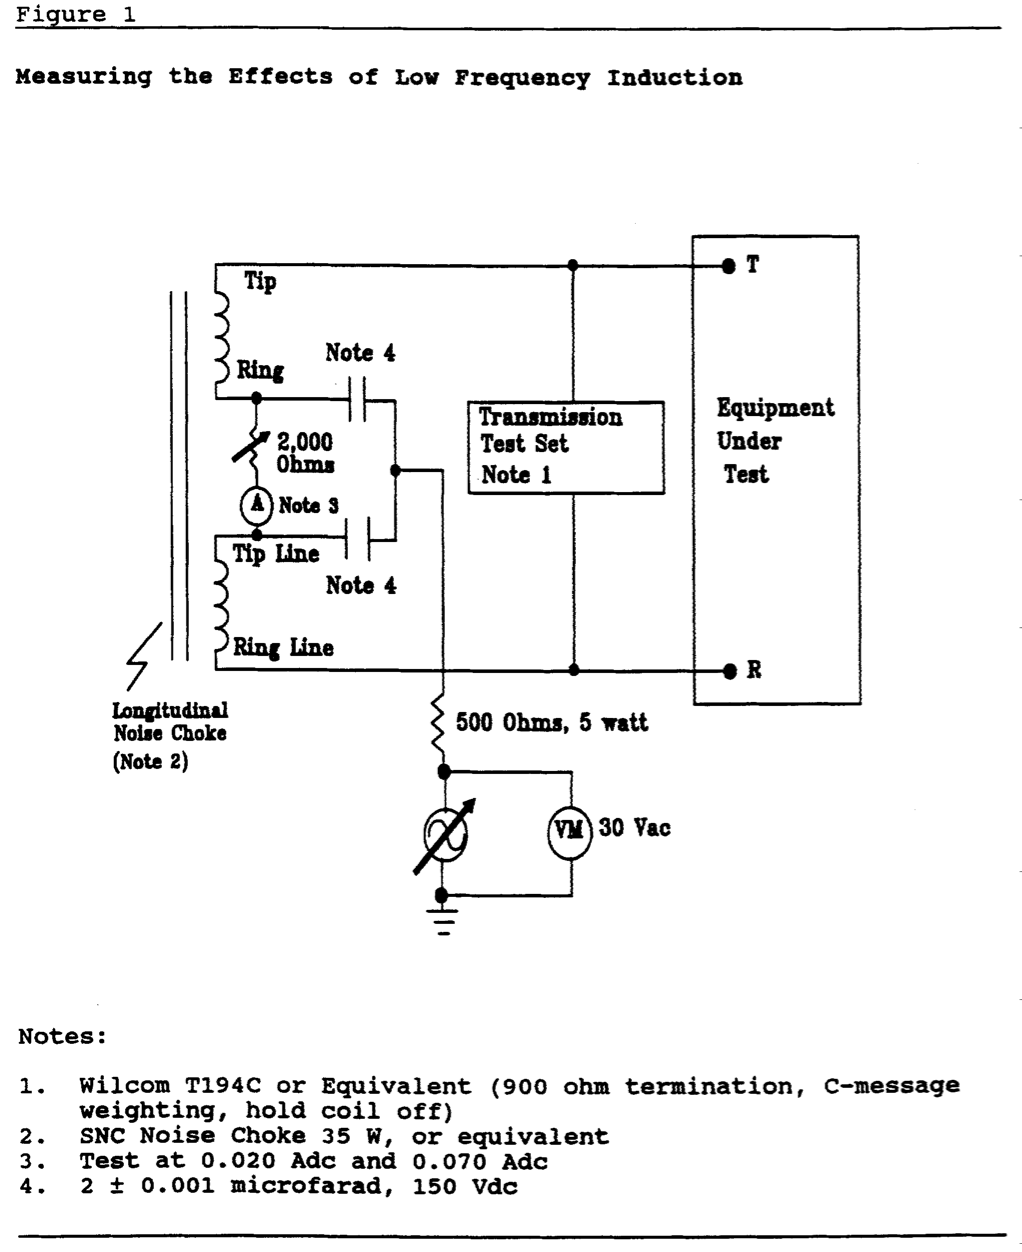 Figure 1
Measuring the Effects of Low Frequency Induction
T
Tip
Note 4
Ring
Transmission
Test Set
Note 1
Equipment
Under
Test
2,000
Ohms
A
Note 3
Tip Line
Note 4
Ring Line
R
Longitudinal
Noise Choke
(Note 2)
500 Ohms, 5 watt
VM
30 Vac
Notes:
1. Wilcom T194C or Equivalent (900 ohm termination, C-message
weighting, hold coil off)
2. SNC Noise Choke 35 W, or equivalent
3. Test at 0.020 Adc and 0.070 Adc
4. 2 ± 0.001 microfarad, 150 Vdc